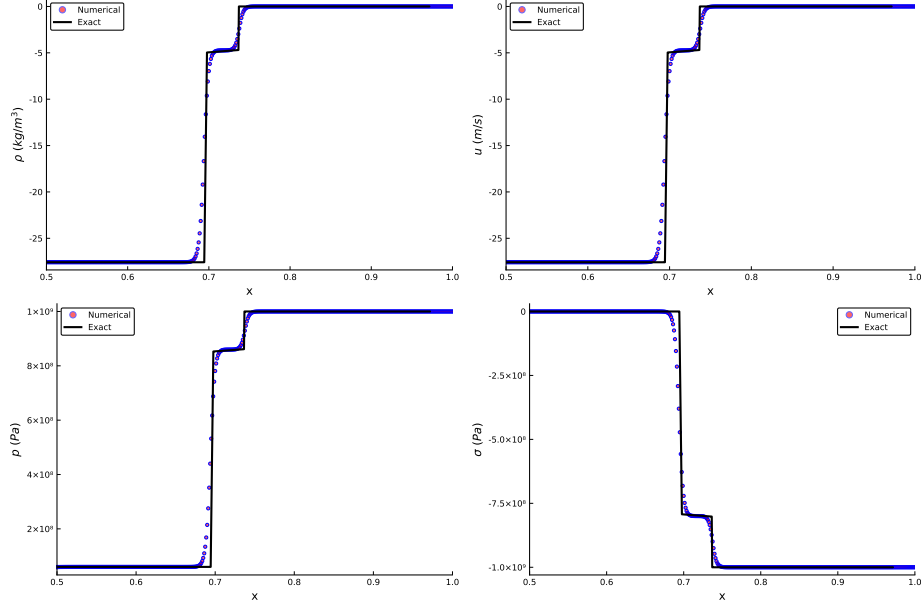 0
-5
-10
-15
-20
-25
ρ (kg/m³)
Numerical
Exact
0.5 0.6 0.7 0.8 0.9 1.0
x
0
-5
-10
-15
-20
-25
u (m/s)
Numerical
Exact
0.5 0.6 0.7 0.8 0.9 1.0
x
1×10⁹
8×10⁸
6×10⁸
4×10⁸
2×10⁸
p (Pa)
Numerical
Exact
0.5 0.6 0.7 0.8 0.9 1.0
x
0
-2.5×10⁸
-5.0×10⁸
-7.5×10⁸
-1.0×10⁹
σ (Pa)
Numerical
Exact
0.5 0.6 0.7 0.8 0.9 1.0
x